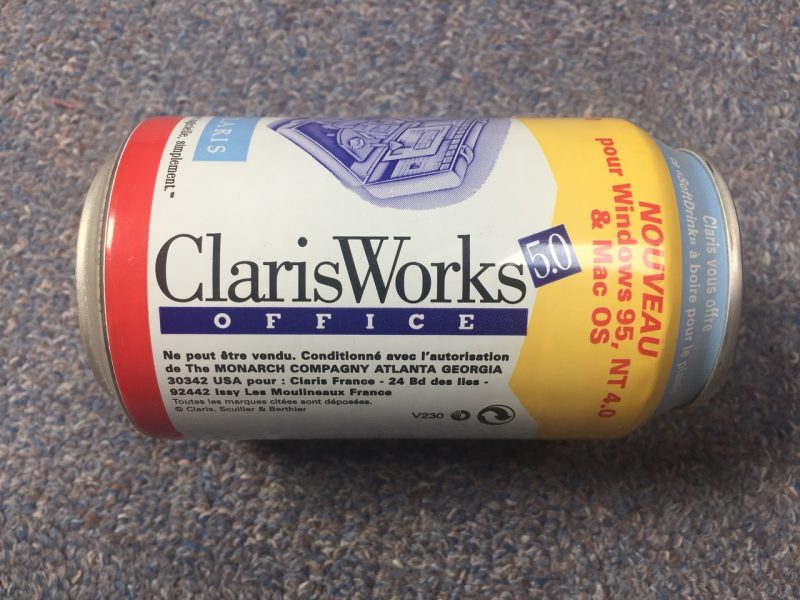 simplement.™
ARIS
ClarisWorks 5.0
OFFICE
Ne peut être vendu. Conditionné avec l'autorisation
de The MONARCH COMPAGNY ATLANTA GEORGIA
30342 USA pour : Claris France - 24 Bd des Iles -
92442 Issy Les Moulineaux France
Toutes les marques citées sont déposées.
© Claris. Scuiller & Berthier
V230
NOUVEAU
pour Windows 95, NT 4.0
& Mac OS
Claris vous offre
«SoftDrink» à boire pour le